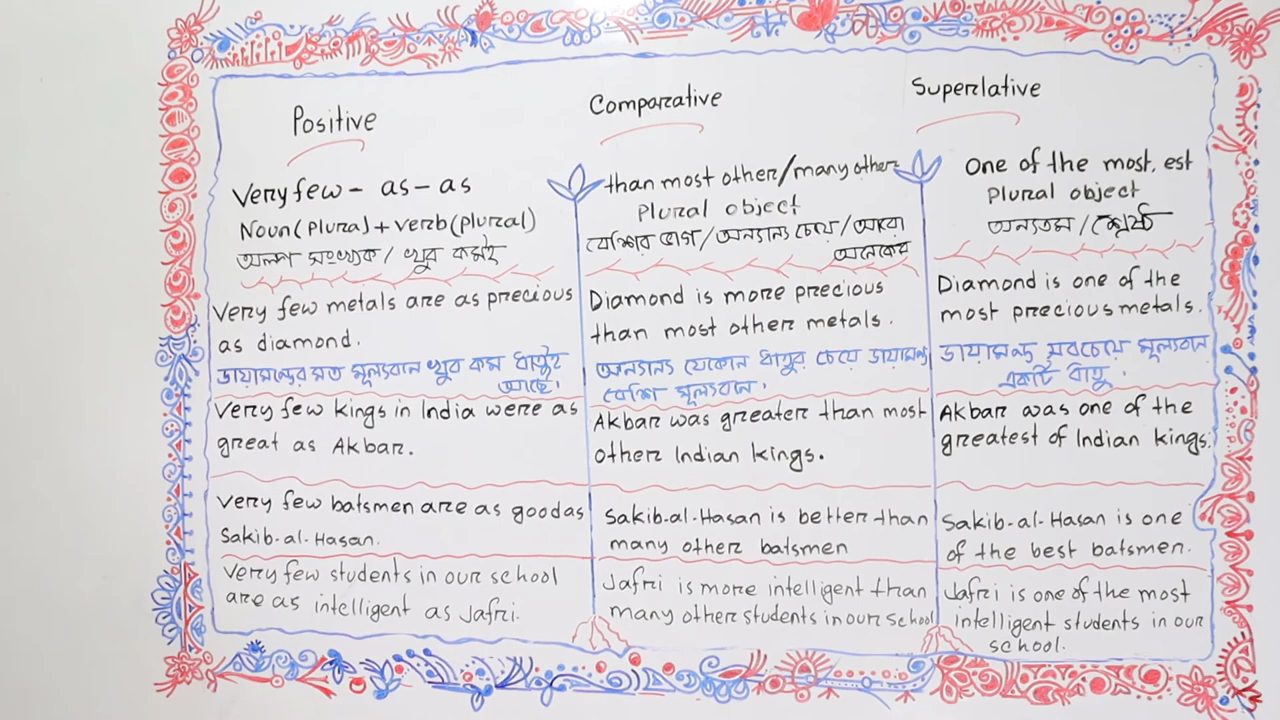 Positive
Very few - as - as
Noun (plural) + verb (plural)
অল্প সংখ্যক / খুব কমই
Very few metals are as precious
as diamond.
ডায়মন্ডের মত মূল্যবান খুব কম ধাতুই
আছে।
Very few kings in India were as
great as Akbar.
Very few batsmen are as good as
Sakib-al-Hasan.
Very few students in our school
are as intelligent as Jafri.
Comparative
than most other/many other
Plural object
বেশির ভাগ/অন্যান্য চেয়ে/আরো
অনেকের
Diamond is more precious
than most other metals.
অন্যান্য যেকোন ধাতুর চেয়ে ডায়মন্ড
বেশি মূল্যবান।
Akbar was greater than most
other Indian kings.
Sakib-al-Hasan is better than
many other batsmen
Jafri is more intelligent than
many other students in our school
Superlative
One of the most, est
Plural object
অন্যতম / শ্রেষ্ঠ
Diamond is one of the
most precious metals.
ডায়মন্ড সবচেয়ে মূল্যবান
একটি ধাতু।
Akbar was one of the
greatest of Indian kings.
Sakib-al-Hasan is one
of the best batsmen.
Jafri is one of the most
intelligent students in our
school.